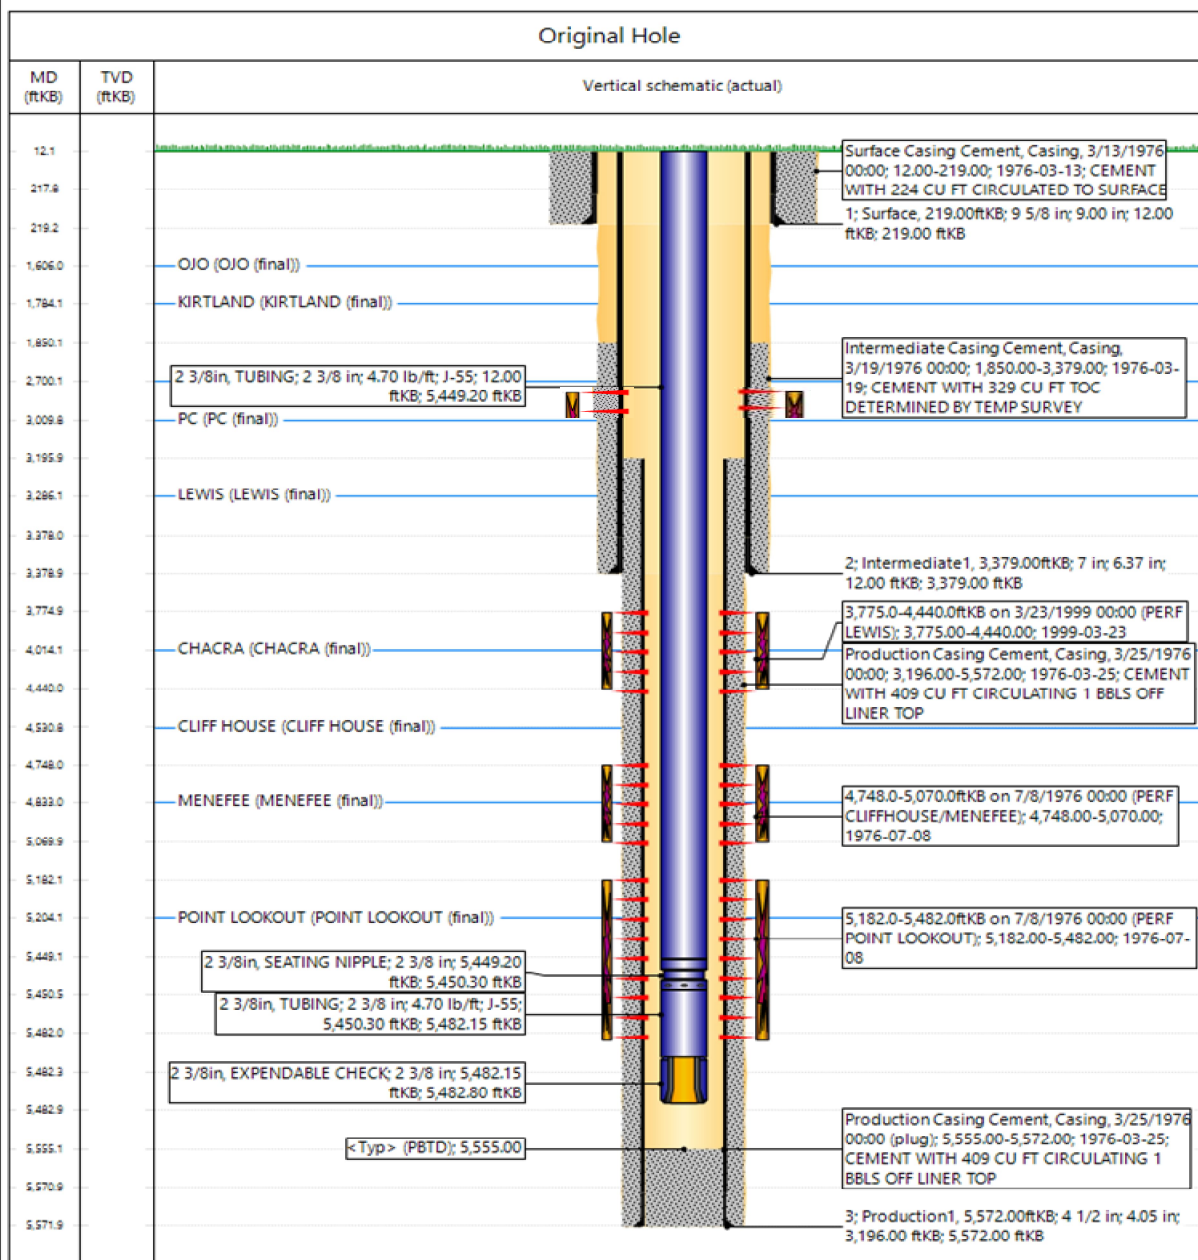 Original Hole
MD
(ftKB)
TVD
(ftKB)
Vertical schematic (actual)
12.1
217.8
219.2
1,606.0
1,784.1
1,850.1
2,700.1
3,009.8
3,195.9
3,286.1
3,378.0
3,378.9
3,774.9
4,014.1
4,440.0
4,530.8
4,748.0
4,833.0
5,069.9
5,182.1
5,204.1
5,449.1
5,450.5
5,482.0
5,482.3
5,482.9
5,555.1
5,570.9
5,571.9
OJO (OJO (final))
KIRTLAND (KIRTLAND (final))
2 3/8in, TUBING; 2 3/8 in; 4.70 lb/ft; J-55; 12.00
ftKB; 5,449.20 ftKB
PC (PC (final))
LEWIS (LEWIS (final))
CHACRA (CHACRA (final))
CLIFF HOUSE (CLIFF HOUSE (final))
MENEFEE (MENEFEE (final))
POINT LOOKOUT (POINT LOOKOUT (final))
2 3/8in, SEATING NIPPLE; 2 3/8 in; 5,449.20
ftKB; 5,450.30 ftKB
2 3/8in, TUBING; 2 3/8 in; 4.70 lb/ft; J-55;
5,450.30 ftKB; 5,482.15 ftKB
2 3/8in, EXPENDABLE CHECK; 2 3/8 in; 5,482.15
ftKB; 5,482.80 ftKB
<Typ> (PBTD); 5,555.00
Surface Casing Cement, Casing, 3/13/1976
00:00; 12.00-219.00; 1976-03-13; CEMENT
WITH 224 CU FT CIRCULATED TO SURFACE
1; Surface, 219.00ftKB; 9 5/8 in; 9.00 in; 12.00
ftKB; 219.00 ftKB
Intermediate Casing Cement, Casing,
3/19/1976 00:00; 1,850.00-3,379.00; 1976-03-
19; CEMENT WITH 329 CU FT TOC
DETERMINED BY TEMP SURVEY
2; Intermediate1, 3,379.00ftKB; 7 in; 6.37 in;
12.00 ftKB; 3,379.00 ftKB
3,775.0-4,440.0ftKB on 3/23/1999 00:00 (PERF
LEWIS); 3,775.00-4,440.00; 1999-03-23
Production Casing Cement, Casing, 3/25/1976
00:00; 3,196.00-5,572.00; 1976-03-25; CEMENT
WITH 409 CU FT CIRCULATING 1 BBLS OFF
LINER TOP
4,748.0-5,070.0ftKB on 7/8/1976 00:00 (PERF
CLIFFHOUSE/MENEFEE); 4,748.00-5,070.00;
1976-07-08
5,182.0-5,482.0ftKB on 7/8/1976 00:00 (PERF
POINT LOOKOUT); 5,182.00-5,482.00; 1976-07-
08
Production Casing Cement, Casing, 3/25/1976
00:00 (plug); 5,555.00-5,572.00; 1976-03-25;
CEMENT WITH 409 CU FT CIRCULATING 1
BBLS OFF LINER TOP
3; Production1, 5,572.00ftKB; 4 1/2 in; 4.05 in;
3,196.00 ftKB; 5,572.00 ftKB